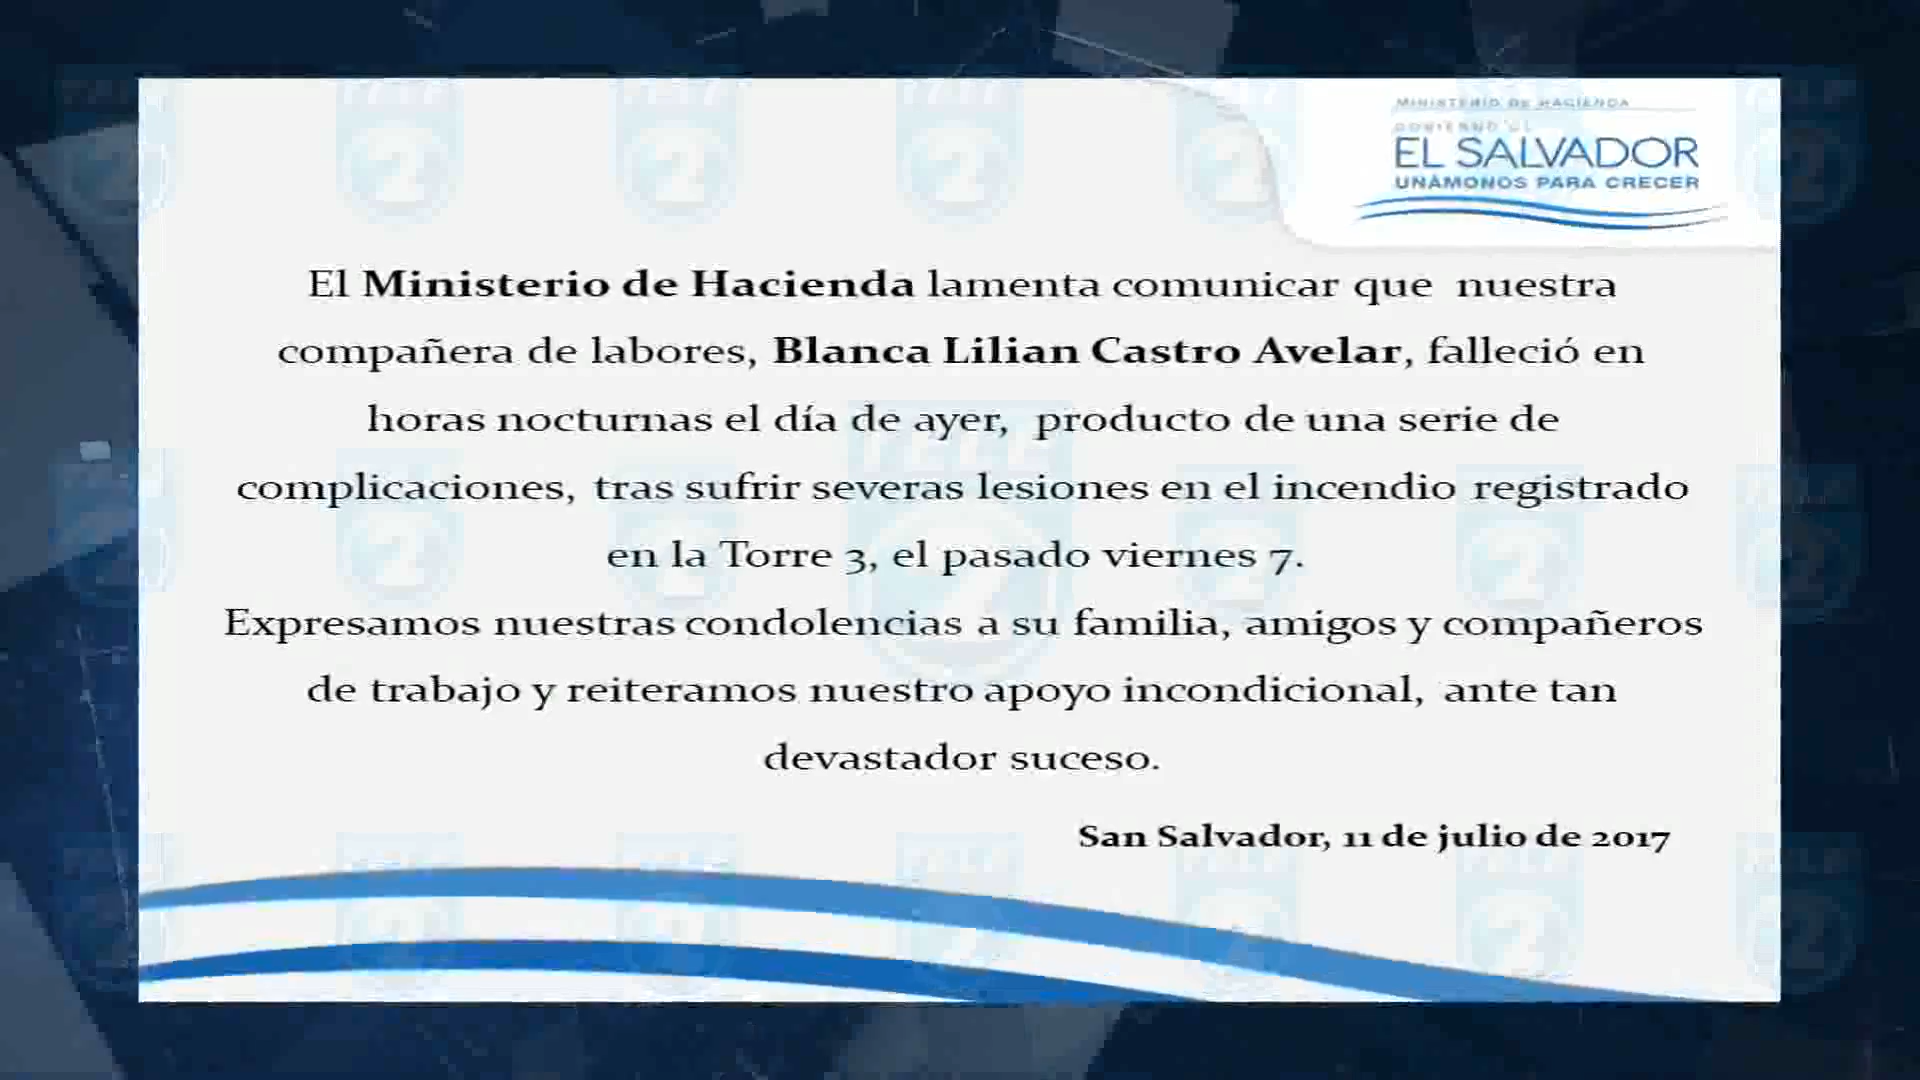 MINISTERIO DE HACIENDA
GOBIERNO DE
EL SALVADOR
UNÁMONOS PARA CRECER
El Ministerio de Hacienda lamenta comunicar que nuestra
compañera de labores, Blanca Lilian Castro Avelar, falleció en
horas nocturnas el día de ayer, producto de una serie de
complicaciones, tras sufrir severas lesiones en el incendio registrado
en la Torre 3, el pasado viernes 7.
Expresamos nuestras condolencias a su familia, amigos y compañeros
de trabajo y reiteramos nuestro apoyo incondicional, ante tan
devastador suceso.
San Salvador, 11 de julio de 2017